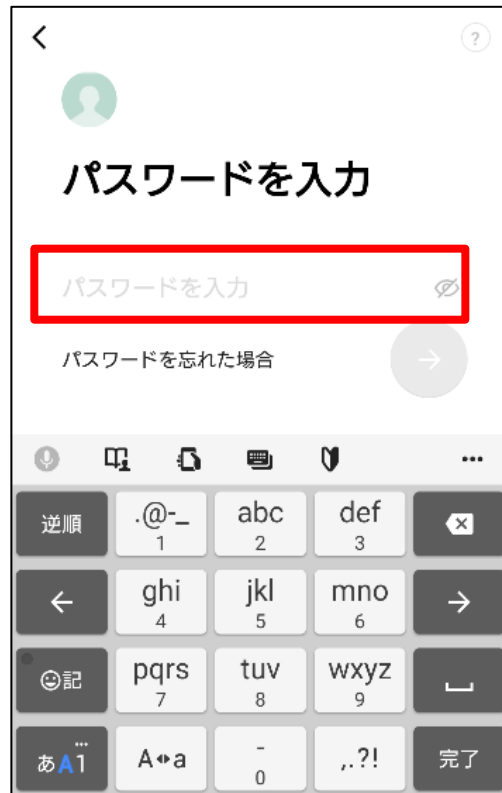 ?
パスワードを入力
パスワードを入力
パスワードを忘れた場合
逆順 .@-_ 1 abc 2 def 3
ghi 4 jkl 5 mno 6
記 pqrs 7 tuv 8 wxyz 9
あA1 A a - 0 ,.?! 完了